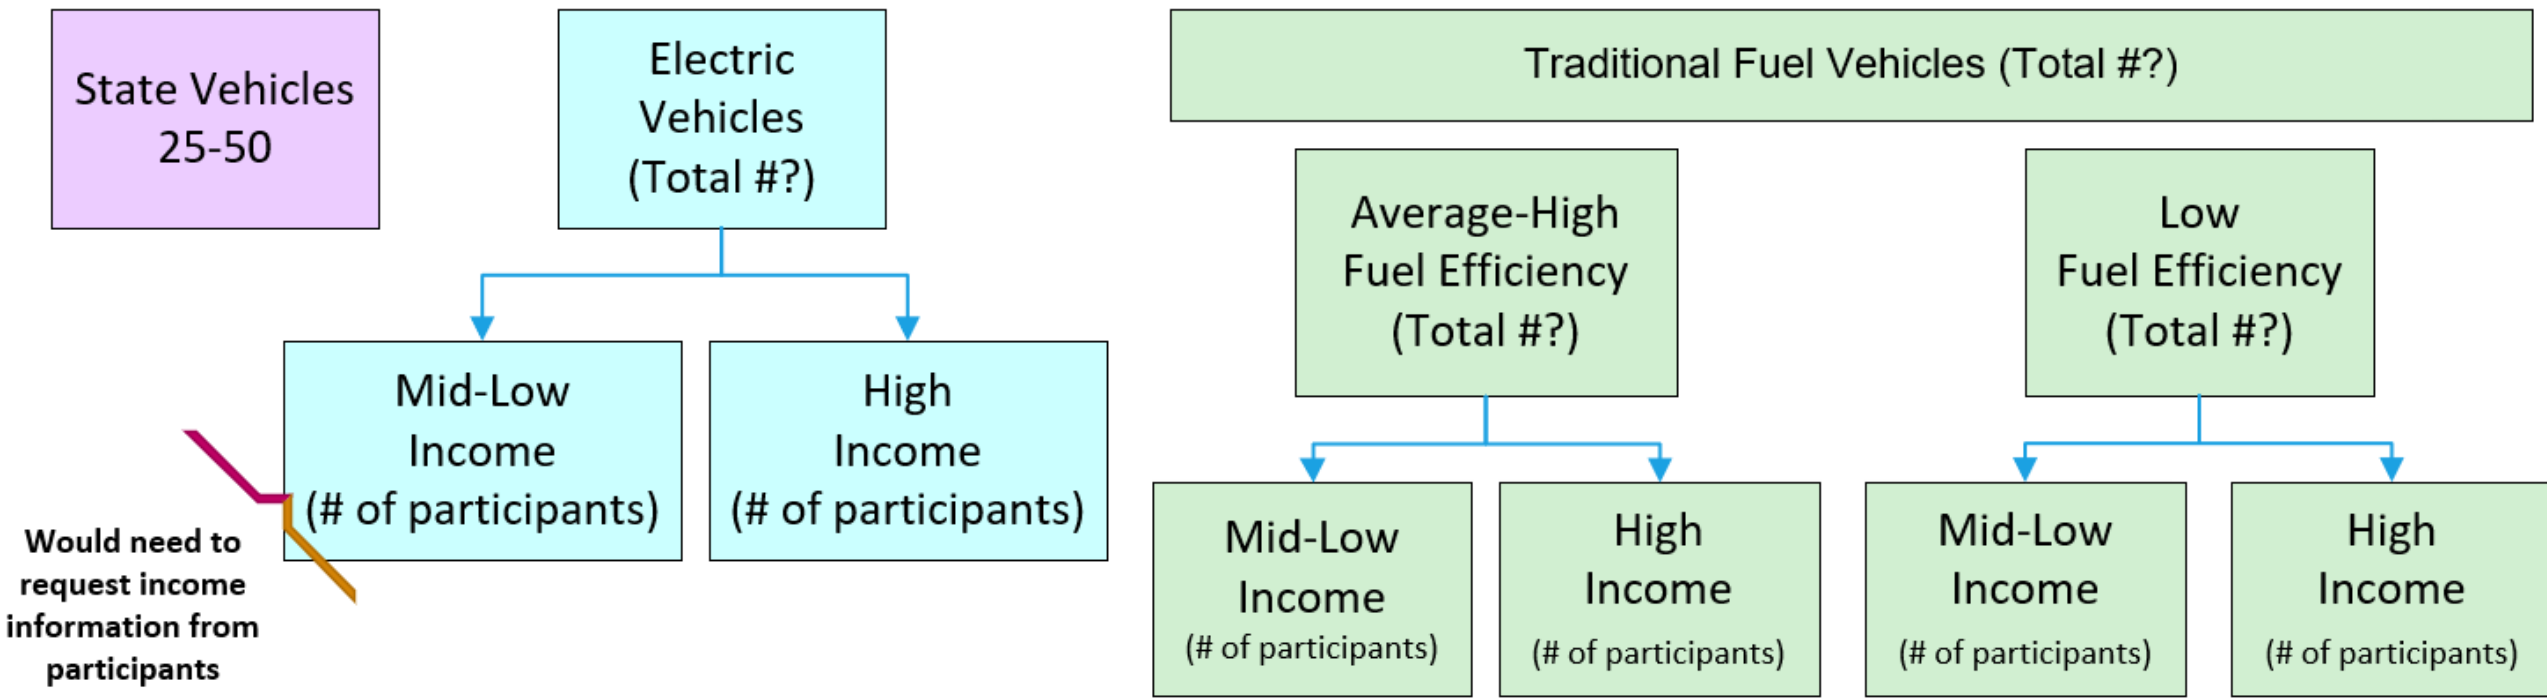 State Vehicles
25-50
Electric
Vehicles
(Total #?)
Traditional Fuel Vehicles (Total #?)
Average-High
Fuel Efficiency
(Total #?)
Low
Fuel Efficiency
(Total #?)
Mid-Low
Income
(# of participants)
High
Income
(# of participants)
Would need to
request income
information from
participants
Mid-Low
Income
(# of participants)
High
Income
(# of participants)
Mid-Low
Income
(# of participants)
High
Income
(# of participants)